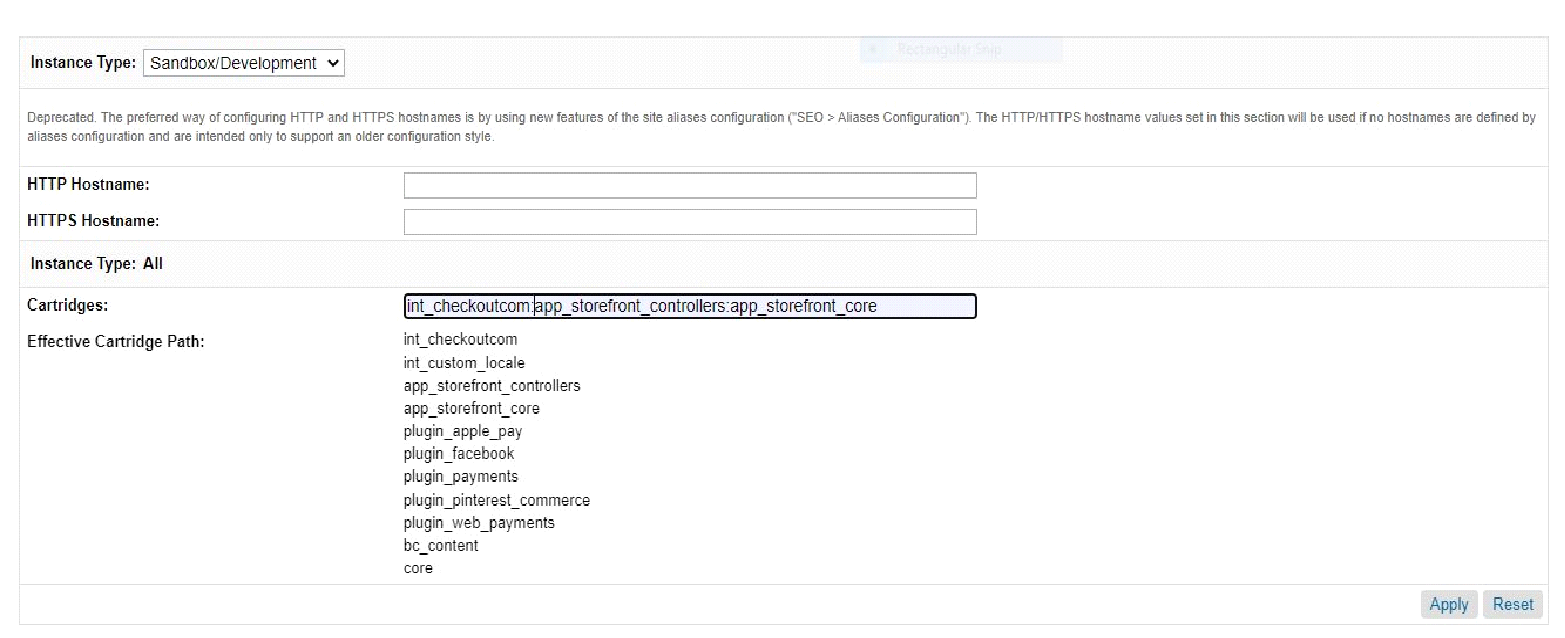 Rectangular Snip
Instance Type: Sandbox/Development
Deprecated. The preferred way of configuring HTTP and HTTPS hostnames is by using new features of the site aliases configuration ("SEO > Aliases Configuration"). The HTTP/HTTPS hostname values set in this section will be used if no hostnames are defined by
aliases configuration and are intended only to support an older configuration style.
HTTP Hostname:
HTTPS Hostname:
Instance Type: All
Cartridges: int_checkoutcom:app_storefront_controllers:app_storefront_core
Effective Cartridge Path: int_checkoutcom
int_custom_locale
app_storefront_controllers
app_storefront_core
plugin_apple_pay
plugin_facebook
plugin_payments
plugin_pinterest_commerce
plugin_web_payments
bc_content
core
Apply Reset